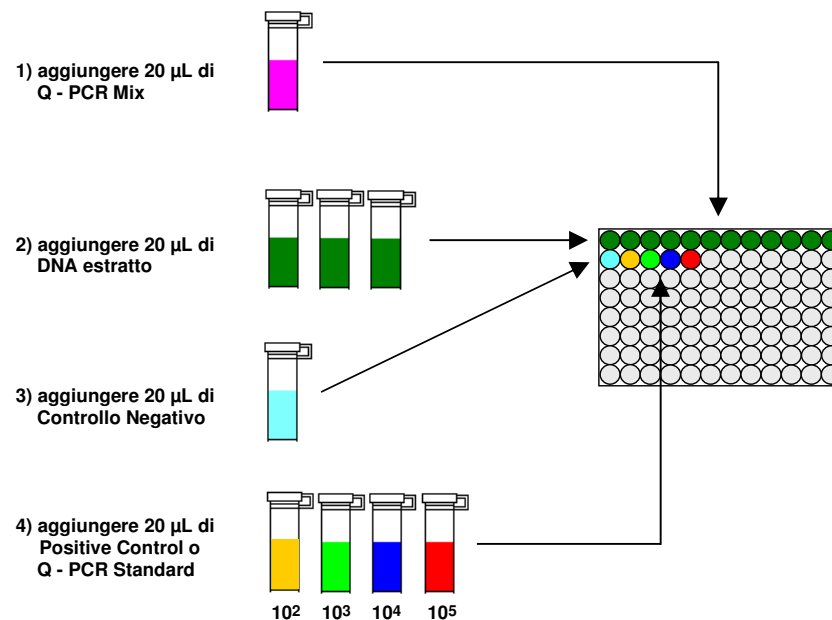 1) aggiungere 20 µL di
Q - PCR Mix
2) aggiungere 20 µL di
DNA estratto
3) aggiungere 20 µL di
Controllo Negativo
4) aggiungere 20 µL di
Positive Control o
Q - PCR Standard
10² 10³ 10⁴ 10⁵